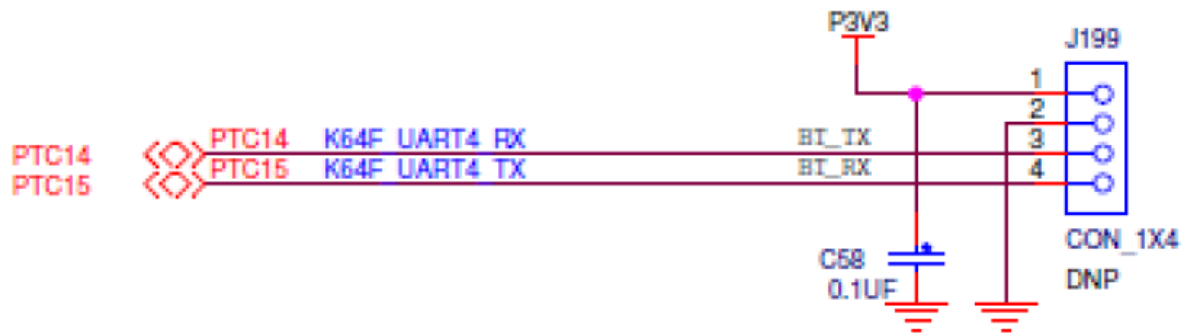 P3V3
J199
1
2
PTC14 PTC14 K64F_UART4_RX BT_TX 3
PTC15 PTC15 K64F_UART4_TX BT_RX 4
C58
0.1UF
CON_1X4
DNP